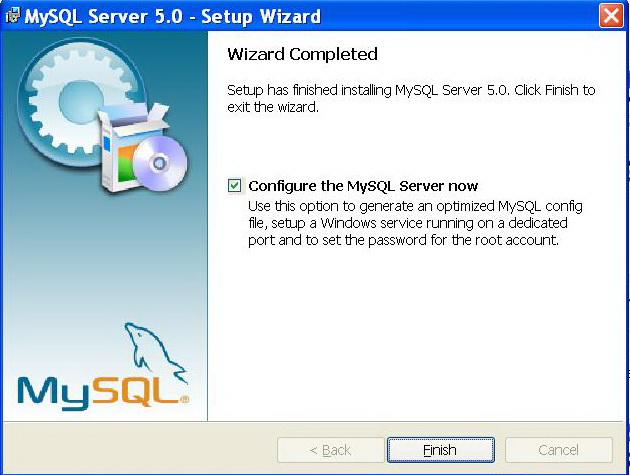 MySQL Server 5.0 - Setup Wizard
Wizard Completed
Setup has finished installing MySQL Server 5.0. Click Finish to
exit the wizard.
Configure the MySQL Server now
Use this option to generate an optimized MySQL config
file, setup a Windows service running on a dedicated
port and to set the password for the root account.
MySQL®
< Back
Finish
Cancel